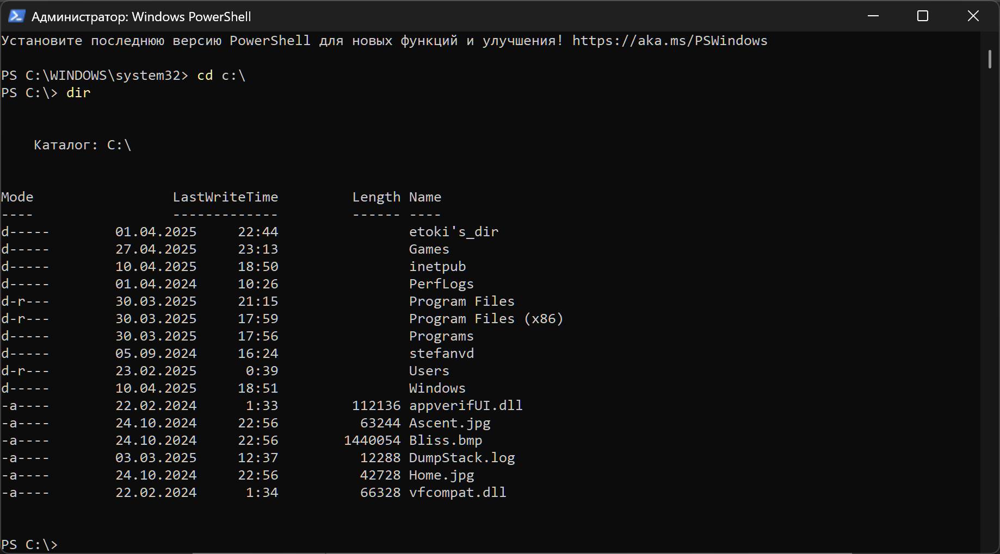 Администратор: Windows PowerShell
Установите последнюю версию PowerShell для новых функций и улучшения! https://aka.ms/PSWindows
PS C:\WINDOWS\system32> cd c:\
PS C:\> dir
Каталог: C:\
Mode LastWriteTime Length Name
---- ------------- ------ ----
d----- 01.04.2025 22:44 etoki's_dir
d----- 27.04.2025 23:13 Games
d----- 10.04.2025 18:50 inetpub
d----- 01.04.2024 10:26 PerfLogs
d-r--- 30.03.2025 21:15 Program Files
d-r--- 30.03.2025 17:59 Program Files (x86)
d----- 30.03.2025 17:56 Programs
d----- 05.09.2024 16:24 stefanvd
d-r--- 23.02.2025 0:39 Users
d----- 10.04.2025 18:51 Windows
-a---- 22.02.2024 1:33 112136 appverifUI.dll
-a---- 24.10.2024 22:56 63244 Ascent.jpg
-a---- 24.10.2024 22:56 1440054 Bliss.bmp
-a---- 03.03.2025 12:37 12288 DumpStack.log
-a---- 24.10.2024 22:56 42728 Home.jpg
-a---- 22.02.2024 1:34 66328 vfcompat.dll
PS C:\>